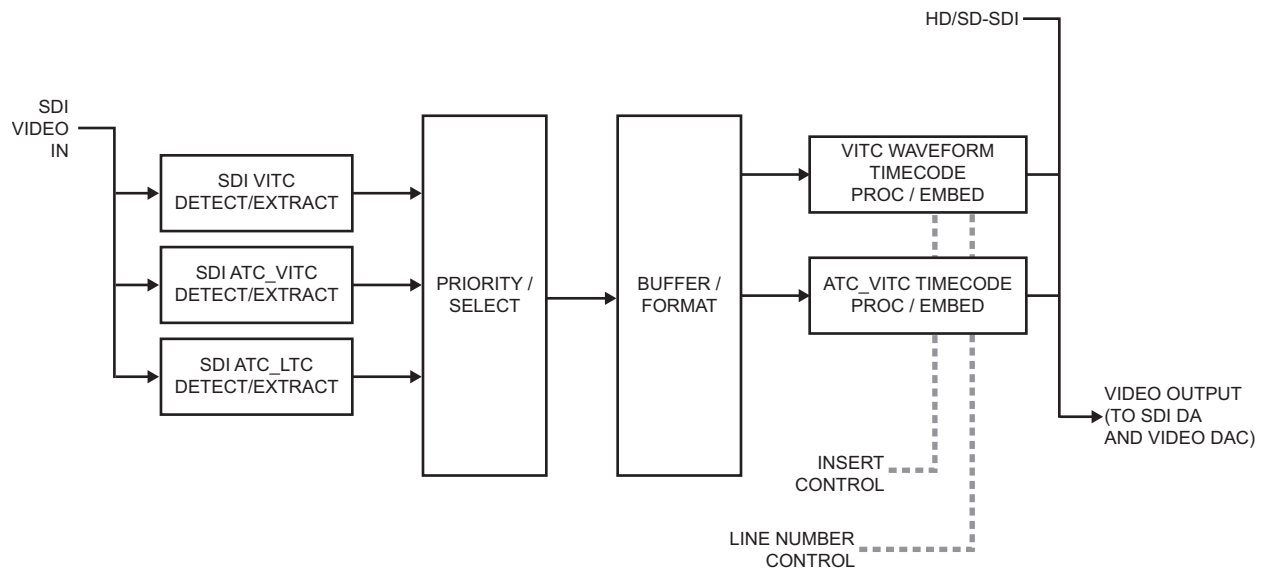 HD/SD-SDI
SDI
VIDEO
IN
SDI VITC
DETECT/EXTRACT
SDI ATC_VITC
DETECT/EXTRACT
SDI ATC_LTC
DETECT/EXTRACT
PRIORITY /
SELECT
BUFFER /
FORMAT
VITC WAVEFORM
TIMECODE
PROC / EMBED
ATC_VITC TIMECODE
PROC / EMBED
VIDEO OUTPUT
(TO SDI DA
AND VIDEO DAC)
INSERT
CONTROL
LINE NUMBER
CONTROL